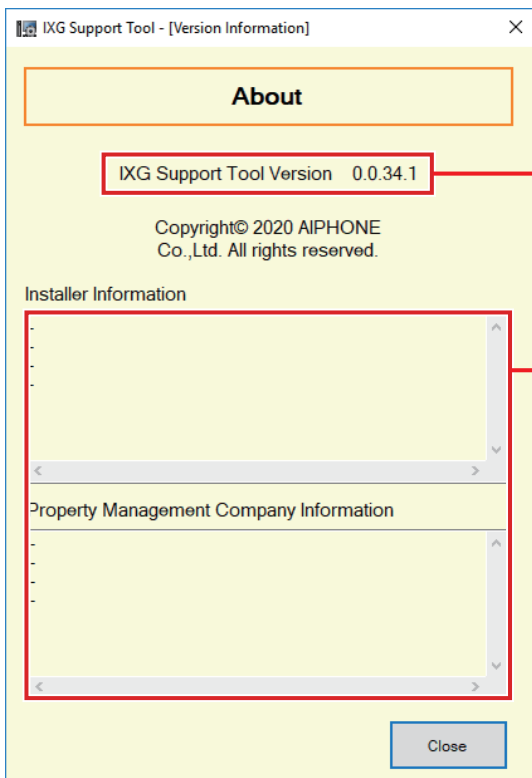 IXG Support Tool - [Version Information]
About
IXG Support Tool Version 0.0.34.1
Copyright© 2020 AIPHONE
Co.,Ltd. All rights reserved.
Installer Information
-
-
-
-
Property Management Company Information
-
-
-
-
Close